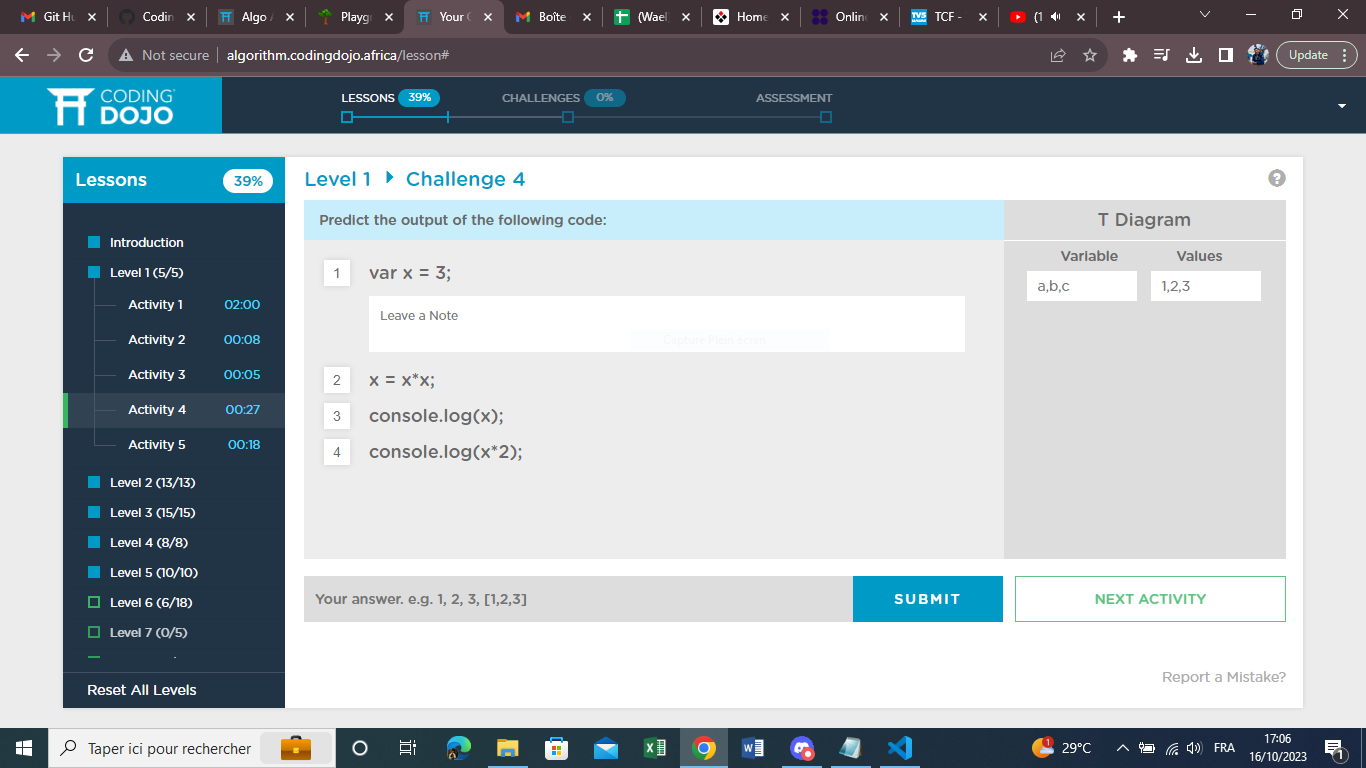 Git Hu
Codin
Algo A
Playgr
Your C
Boîte
(Wael
Home
Online
TCF -
(1
Not secure
algorithm.codingdojo.africa/lesson#
Update
CODING
DOJO
LESSONS 39%
CHALLENGES 0%
ASSESSMENT
Lessons 39%
Introduction
Level 1 (5/5)
Activity 1 02:00
Activity 2 00:08
Activity 3 00:05
Activity 4 00:27
Activity 5 00:18
Level 2 (13/13)
Level 3 (15/15)
Level 4 (8/8)
Level 5 (10/10)
Level 6 (6/18)
Level 7 (0/5)
Reset All Levels
Level 1 Challenge 4
?
Predict the output of the following code:
1 var x = 3;
Leave a Note
Capture Plein écran
2 x = x*x;
3 console.log(x);
4 console.log(x*2);
T Diagram
Variable Values
a,b,c 1,2,3
Your answer. e.g. 1, 2, 3, [1,2,3]
SUBMIT
NEXT ACTIVITY
Report a Mistake?
Taper ici pour rechercher
1
29°C
FRA
17:06
16/10/2023
1